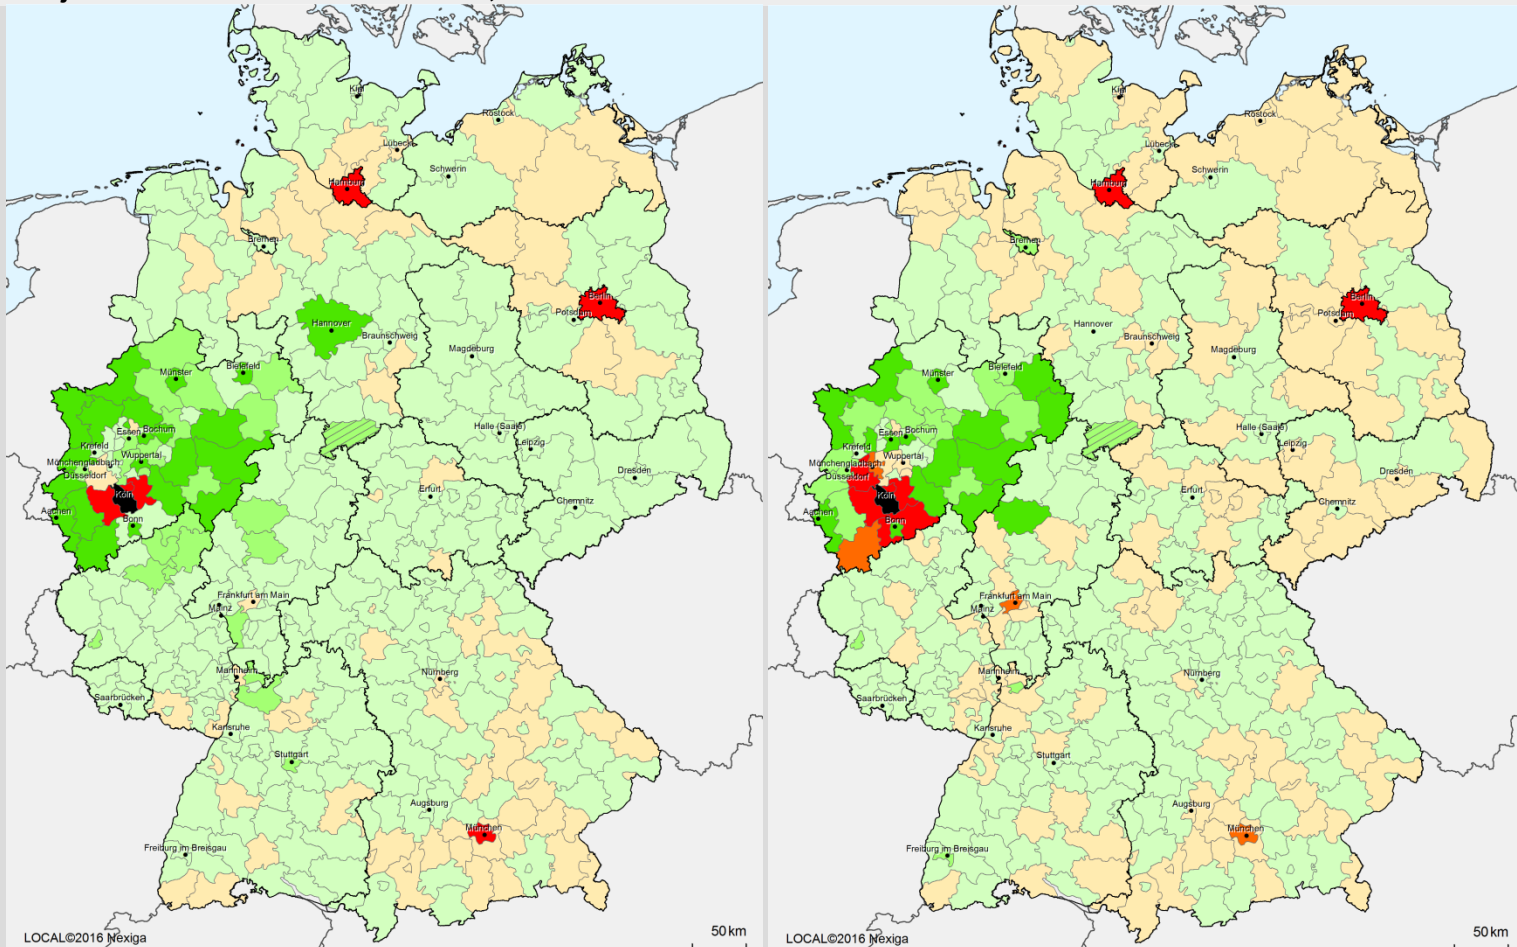 Kiel
Rostock
Lübeck
Schwerin
Hamburg
Bremen
Berlin
Potsdam
Hannover
Braunschweig
Magdeburg
Münster
Bielefeld
Essen
Bochum
Halle (Saale)
Krefeld
Leipzig
Mönchengladbach
Wuppertal
Düsseldorf
Dresden
Köln
Erfurt
Chemnitz
Aachen
Bonn
Frankfurt am Main
Mainz
Mannheim
Nürnberg
Saarbrücken
Karlsruhe
Stuttgart
Augsburg
München
Freiburg im Breisgau
50 km
LOCAL©2016 Nexiga
Kiel
Rostock
Lübeck
Schwerin
Hamburg
Bremen
Berlin
Potsdam
Hannover
Braunschweig
Magdeburg
Münster
Bielefeld
Essen
Bochum
Halle (Saale)
Krefeld
Leipzig
Mönchengladbach
Wuppertal
Düsseldorf
Dresden
Köln
Erfurt
Chemnitz
Aachen
Bonn
Frankfurt am Main
Mainz
Mannheim
Nürnberg
Saarbrücken
Karlsruhe
Stuttgart
Augsburg
München
Freiburg im Breisgau
50 km
LOCAL©2016 Nexiga